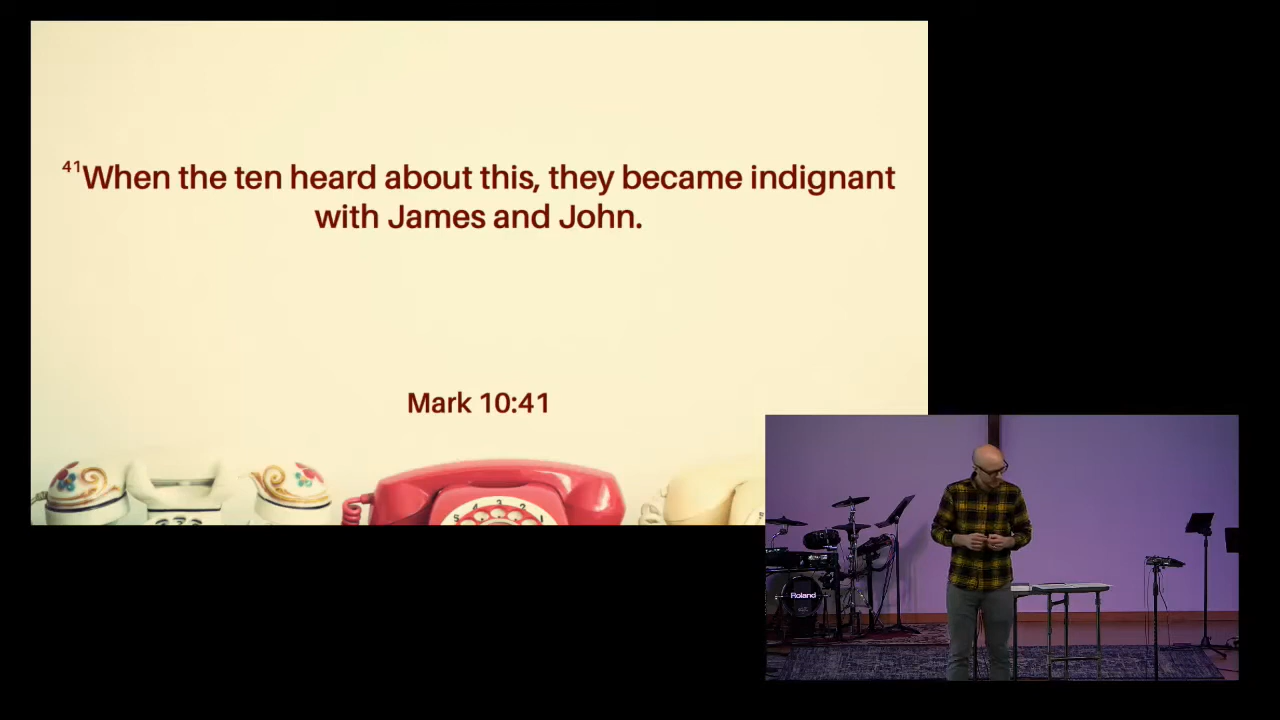 41When the ten heard about this, they became indignant
with James and John.
Mark 10:41
Roland